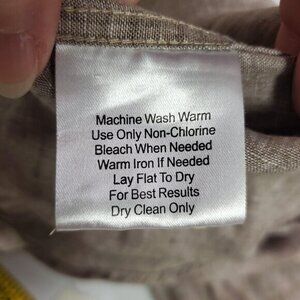 Machine Wash Warm
Use Only Non-Chlorine
Bleach When Needed
Warm Iron If Needed
Lay Flat To Dry
For Best Results
Dry Clean Only